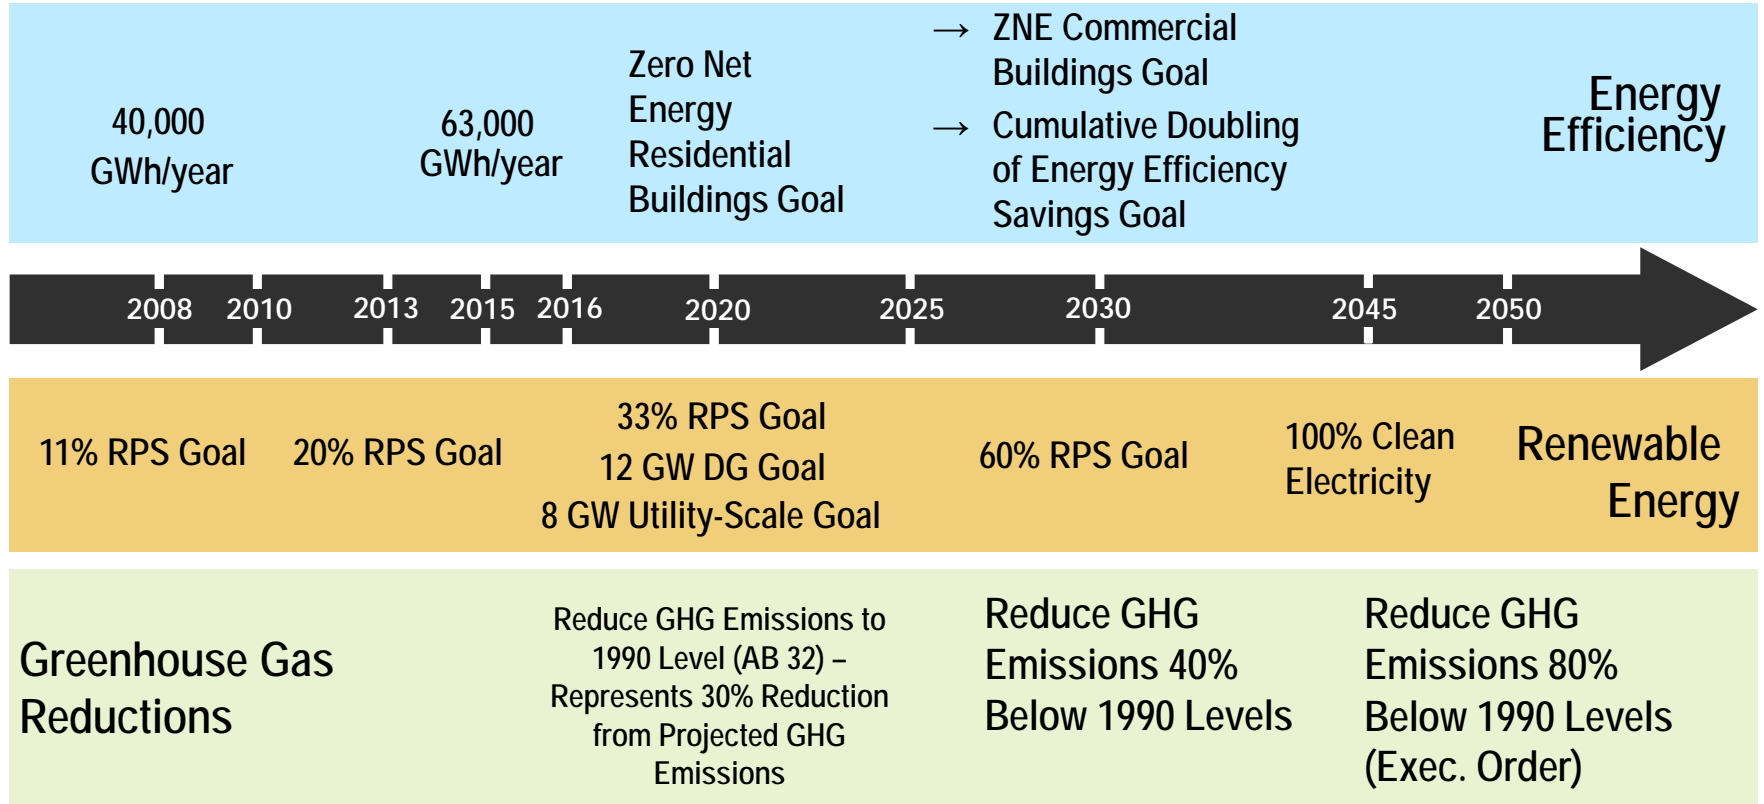 40,000
GWh/year
63,000
GWh/year
Zero Net
Energy
Residential
Buildings Goal
→ ZNE Commercial
Buildings Goal
→ Cumulative Doubling
of Energy Efficiency
Savings Goal
Energy
Efficiency
2008 2010 2013 2015 2016 2020 2025 2030 2045 2050
11% RPS Goal
20% RPS Goal
33% RPS Goal
12 GW DG Goal
8 GW Utility-Scale Goal
60% RPS Goal
100% Clean
Electricity
Renewable
Energy
Greenhouse Gas
Reductions
Reduce GHG Emissions to
1990 Level (AB 32) –
Represents 30% Reduction
from Projected GHG
Emissions
Reduce GHG
Emissions 40%
Below 1990 Levels
Reduce GHG
Emissions 80%
Below 1990 Levels
(Exec. Order)